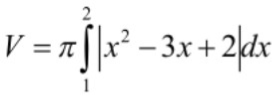 V = π∫₁²|x² − 3x + 2|dx